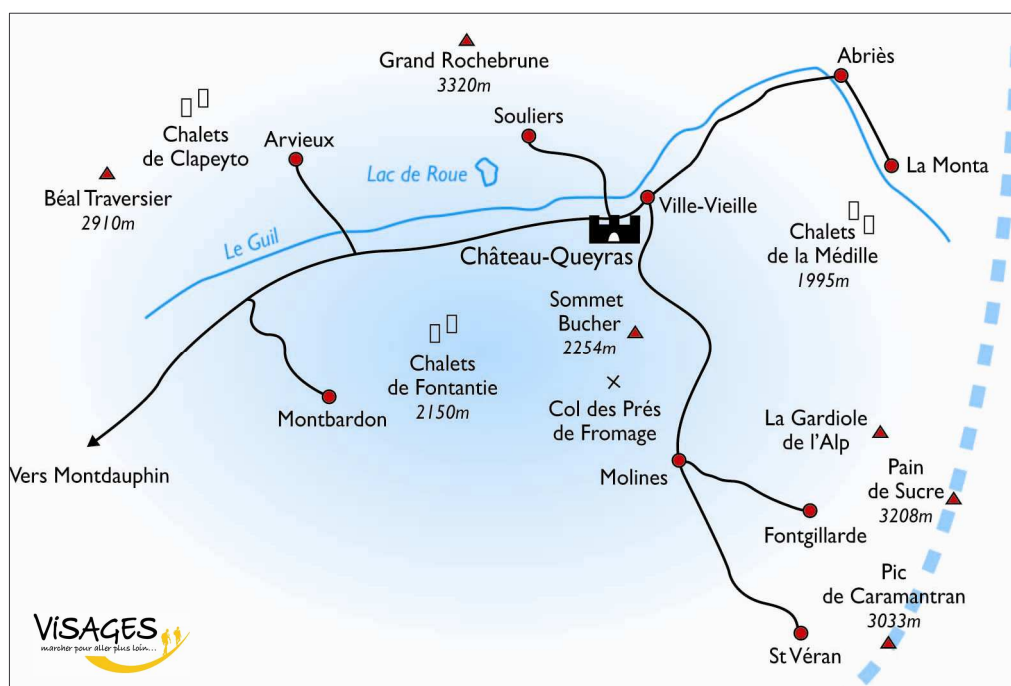 Grand Rochebrune
3320m
Abriès
Souliers
Chalets
de Clapeyto
Arvieux
Lac de Roue
La Monta
Béal Traversier
2910m
Ville-Vieille
Le Guil
Château-Queyras
Chalets
de la Médille
1995m
Sommet
Bucher
2254m
Chalets
de Fontantie
2150m
Montbardon
Col des Prés
de Fromage
La Gardiole
de l'Alp
Vers Montdauphin
Molines
Pain
de Sucre
3208m
Fontgillarde
Pic
de Caramantran
3033m
St Véran
ViSAGES
marcher pour aller plus loin...